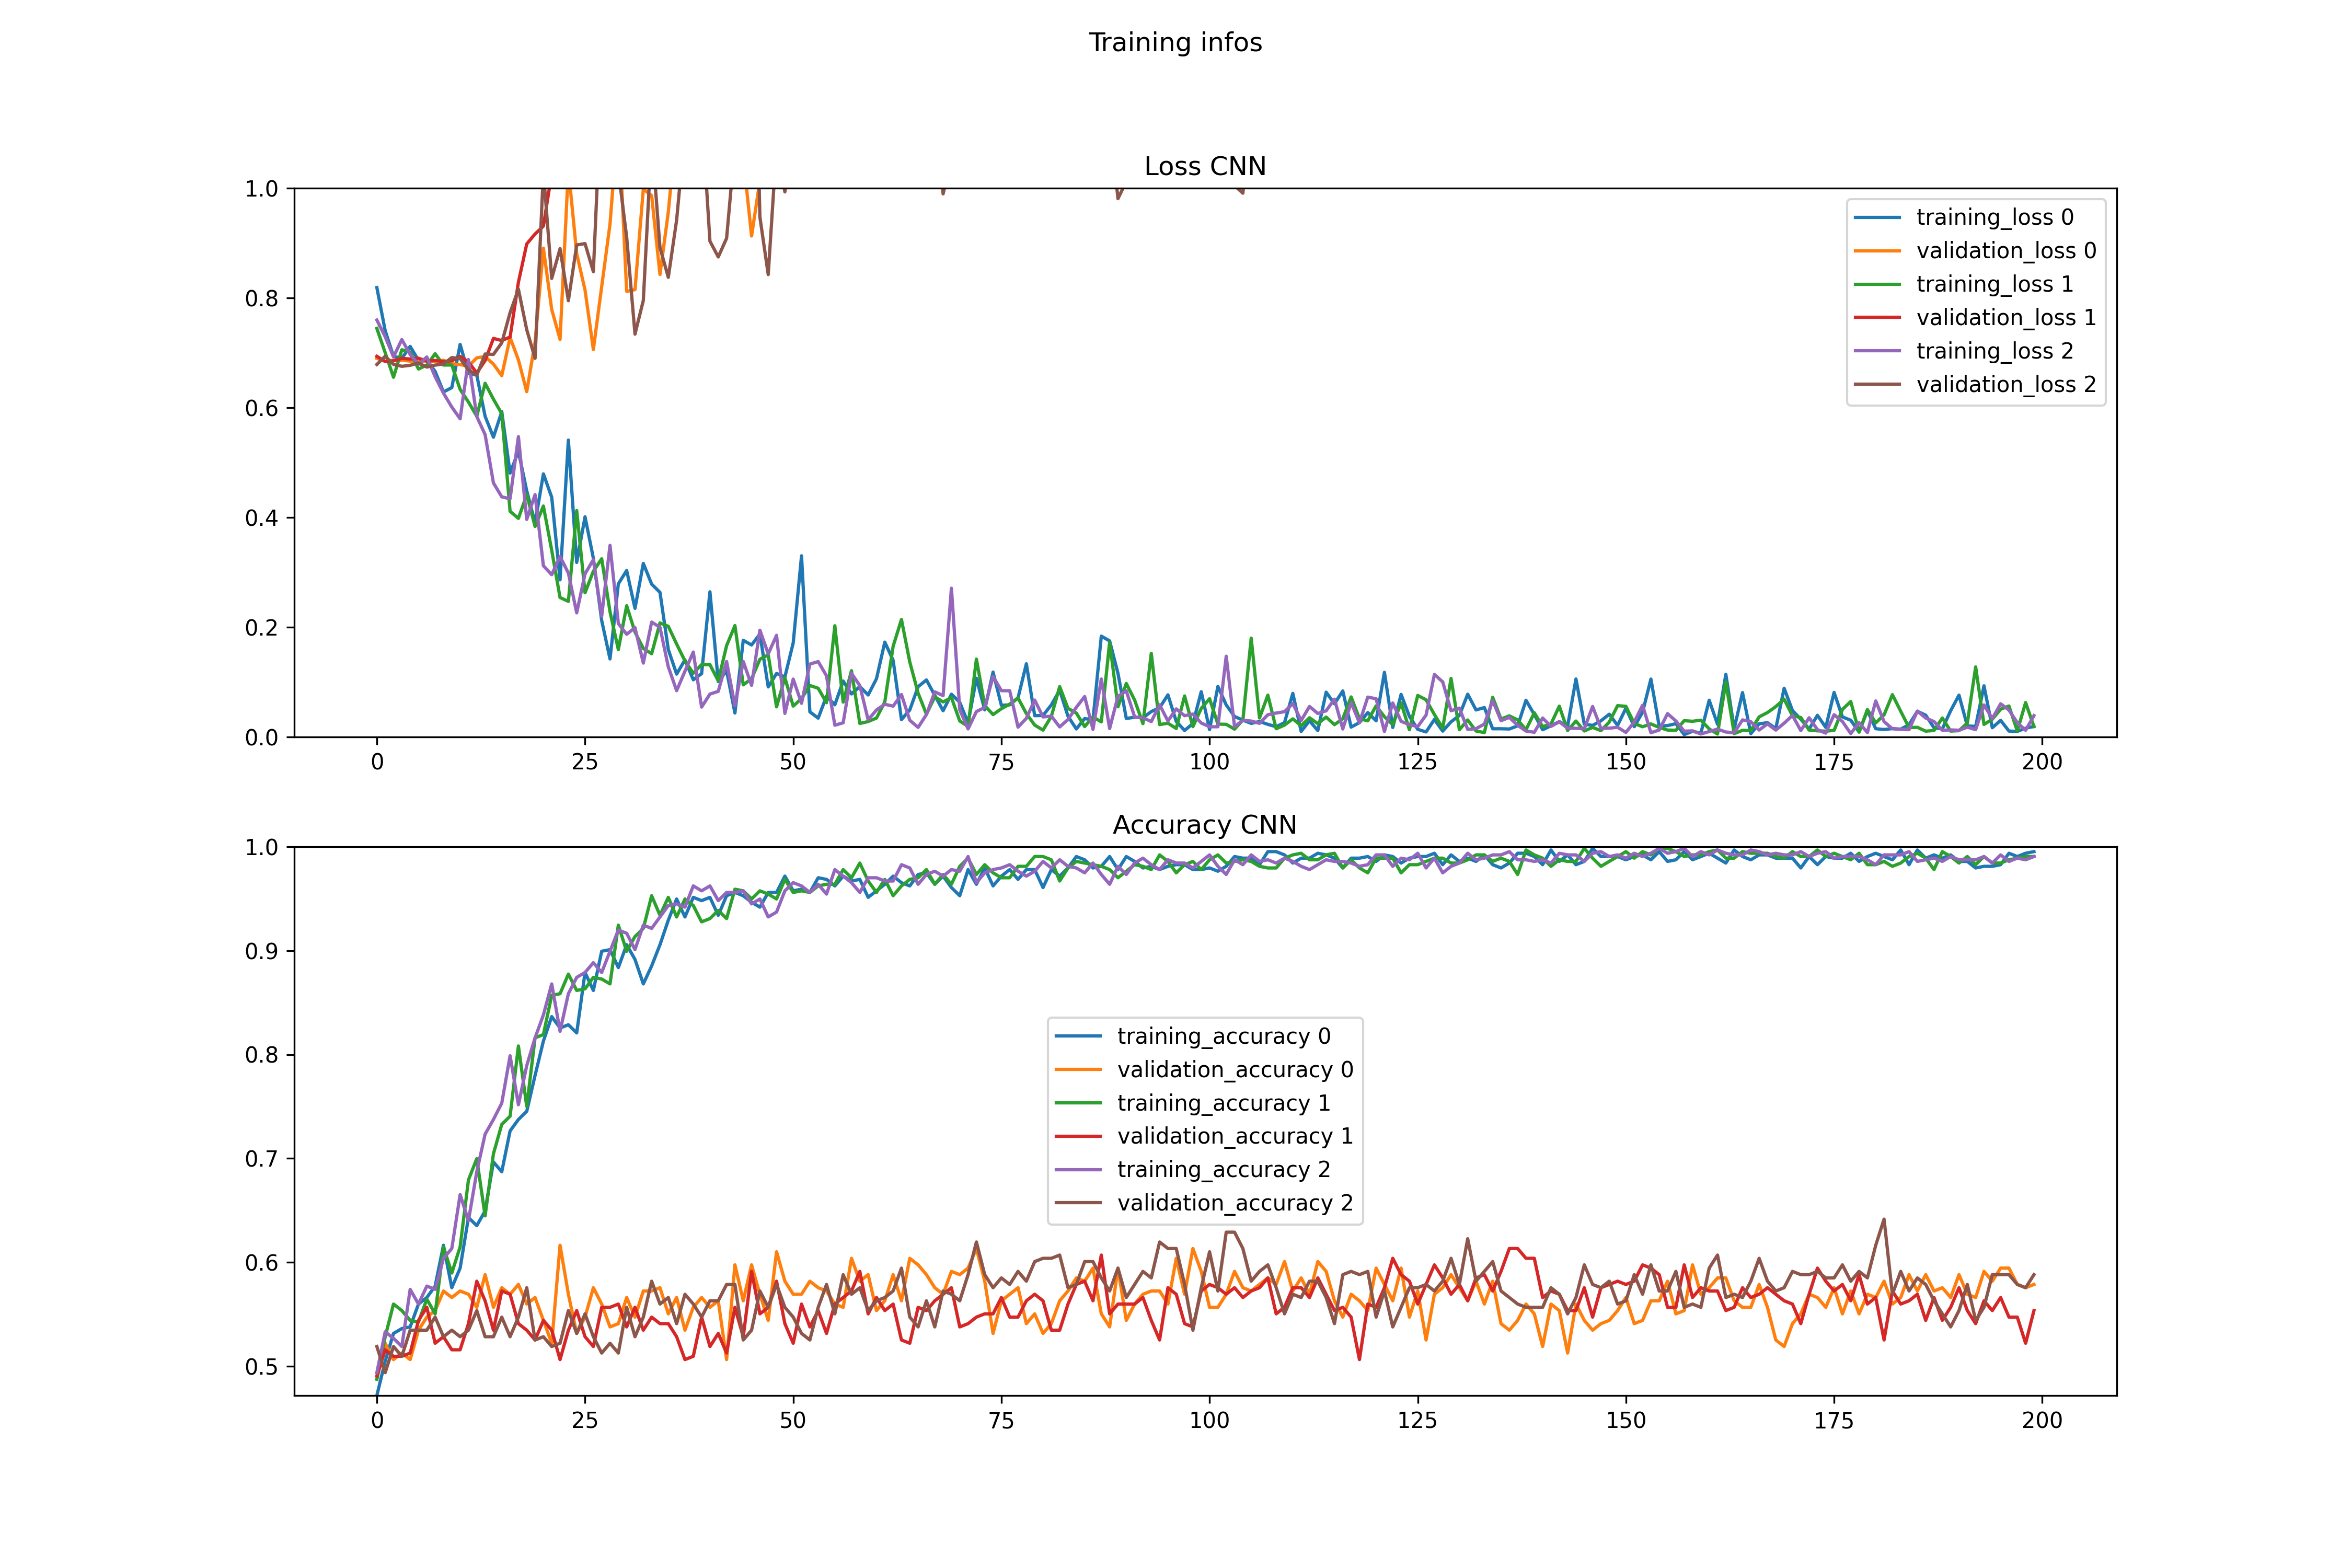 Training infos
Loss CNN
1.0
0.8
0.6
0.4
0.2
0.0
0 25 50 75 100 125 150 175 200
training_loss 0
validation_loss 0
training_loss 1
validation_loss 1
training_loss 2
validation_loss 2
Accuracy CNN
1.0
0.9
0.8
0.7
0.6
0.5
0 25 50 75 100 125 150 175 200
training_accuracy 0
validation_accuracy 0
training_accuracy 1
validation_accuracy 1
training_accuracy 2
validation_accuracy 2